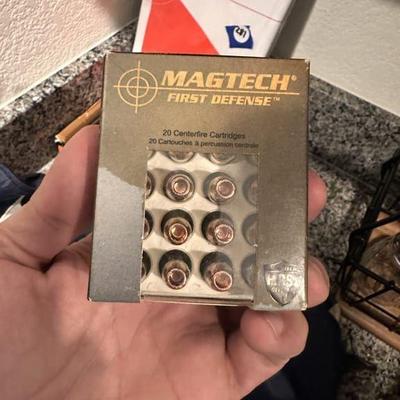 MAGTECH®
FIRST DEFENSE™
20 Centerfire Cartridges
20 Cartouches à percussion centrale